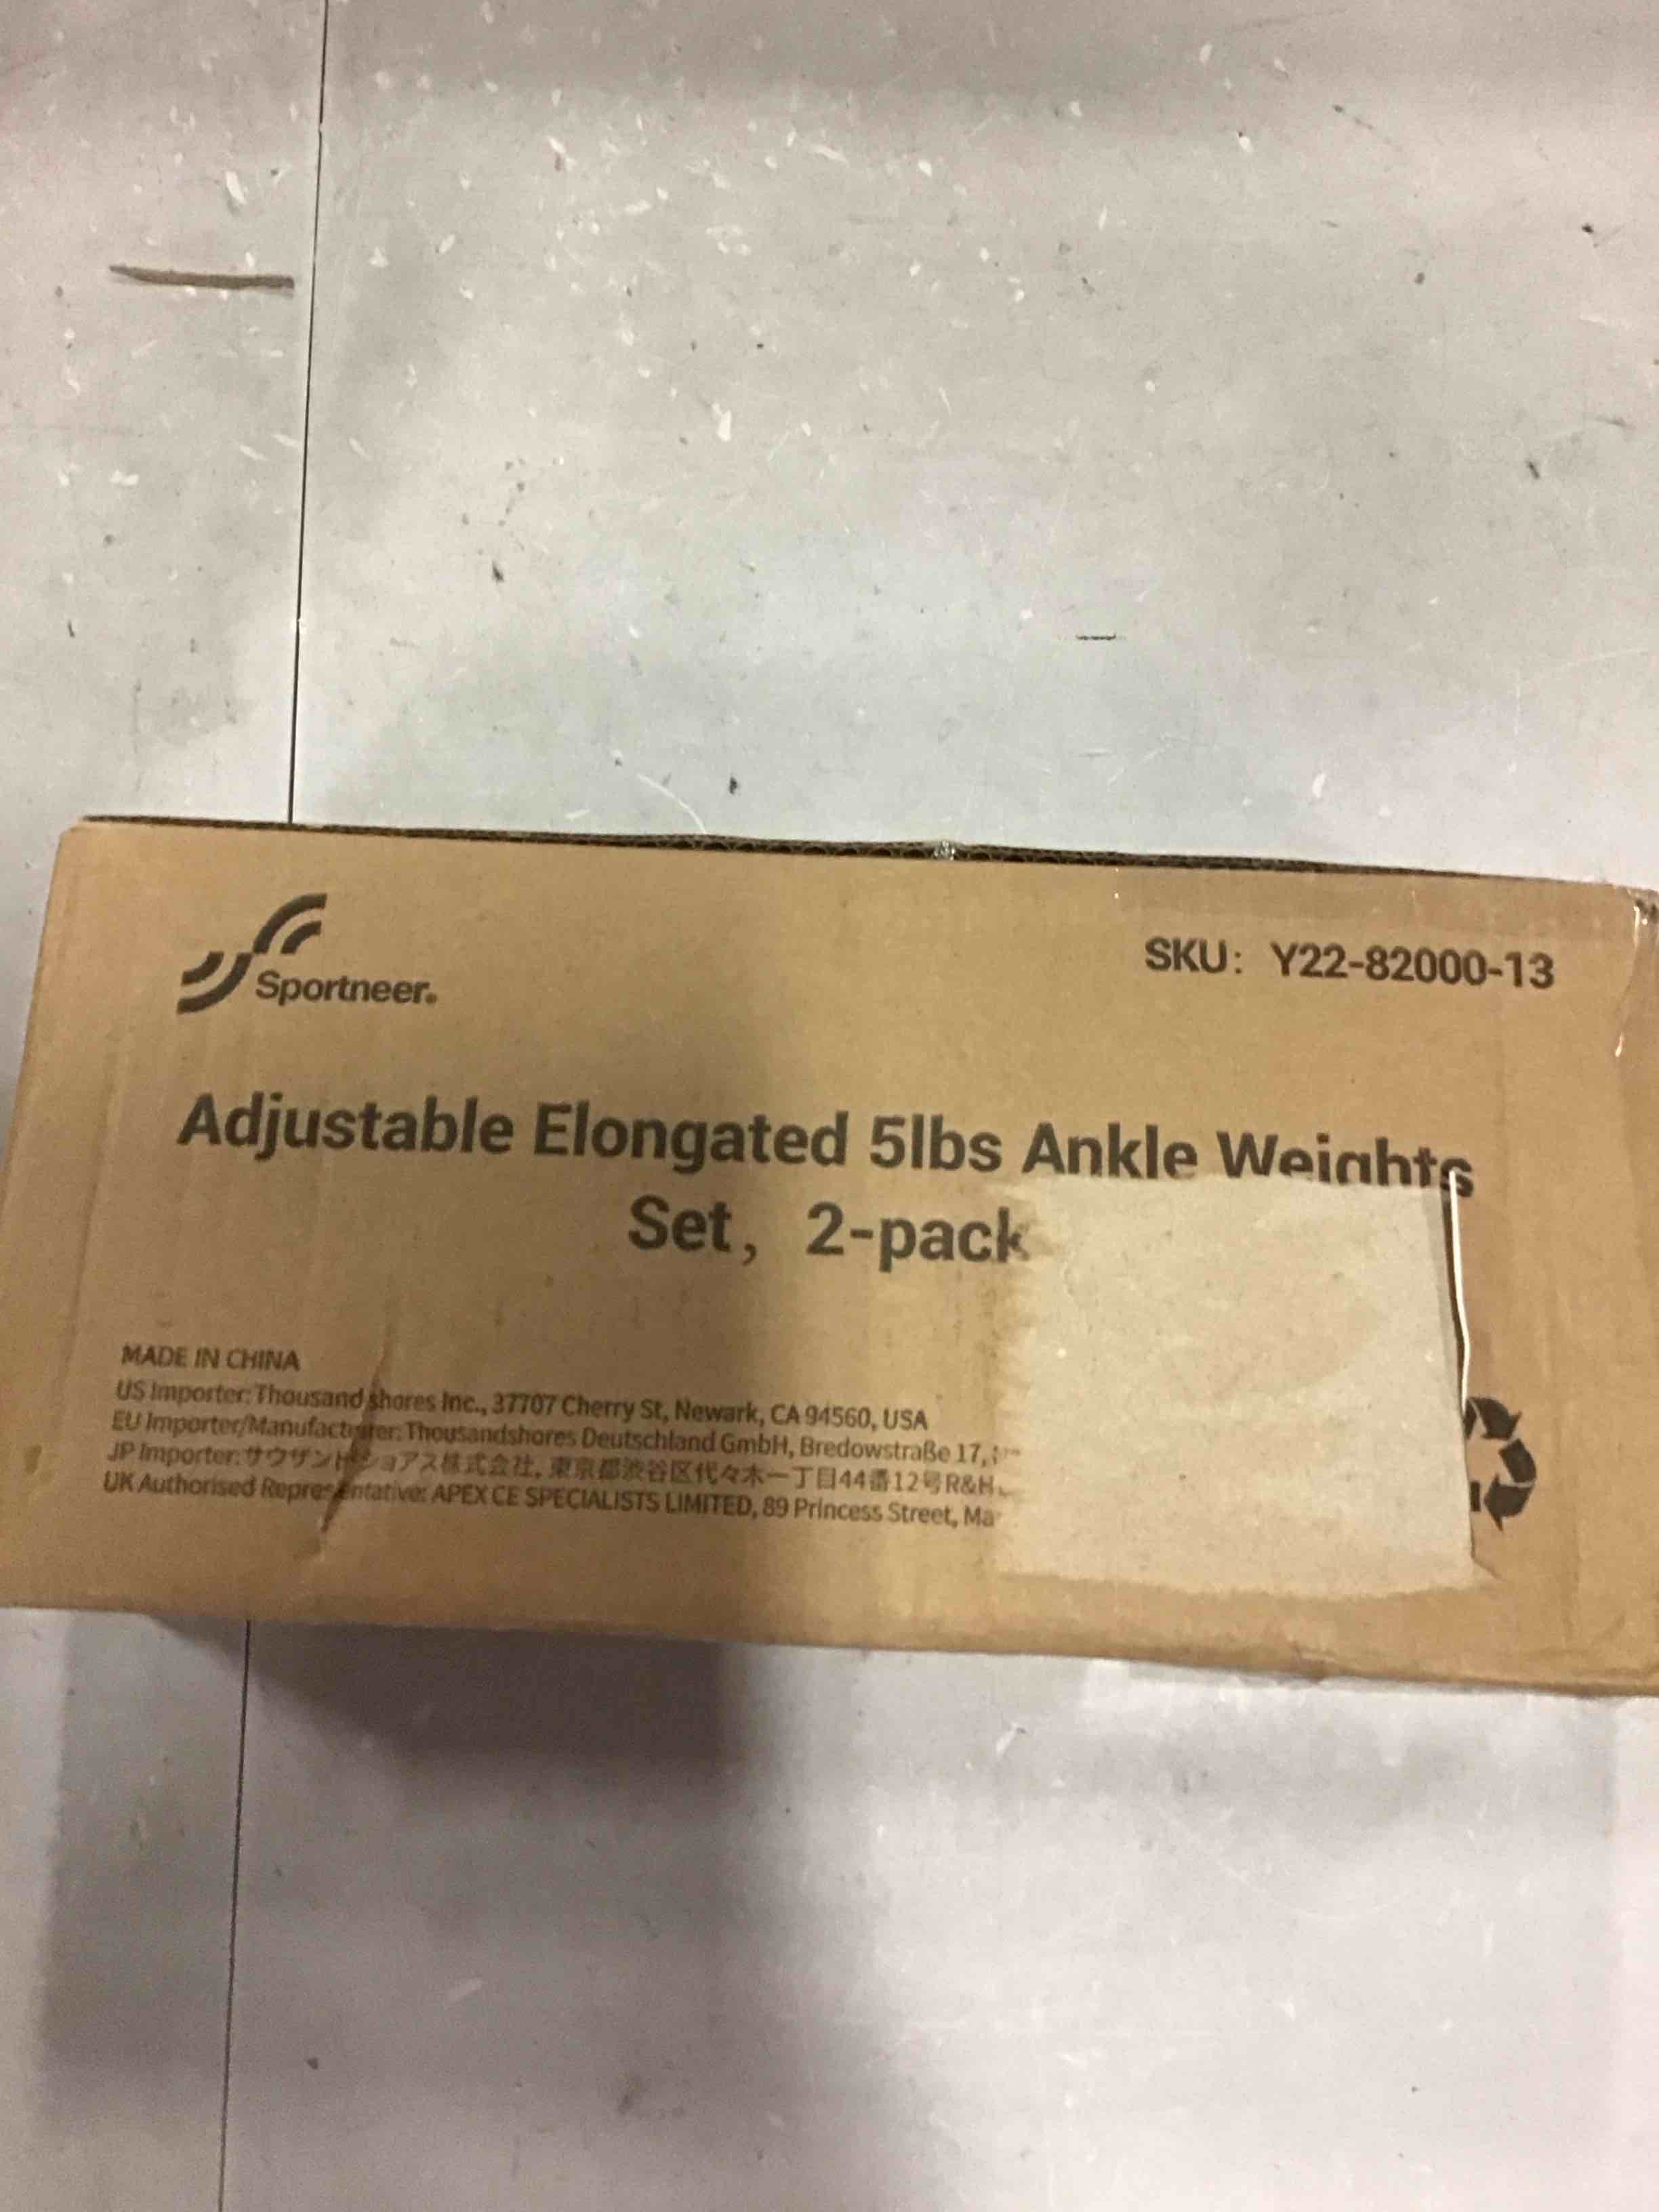 Sportneer®
SKU: Y22-82000-13
Adjustable Elongated 5lbs Ankle Weights
Set, 2-pack
MADE IN CHINA
US Importer: Thousand shores Inc., 37707 Cherry St, Newark, CA 94560, USA
EU Importer/Manufacturer: Thousandshores Deutschland GmbH, Bredowstraße 17,
JP Importer: サウザンドショアス株式会社, 東京都渋谷区代々木一丁目44番12号R&H
UK Authorised Representative: APEX CE SPECIALISTS LIMITED, 89 Princess Street,